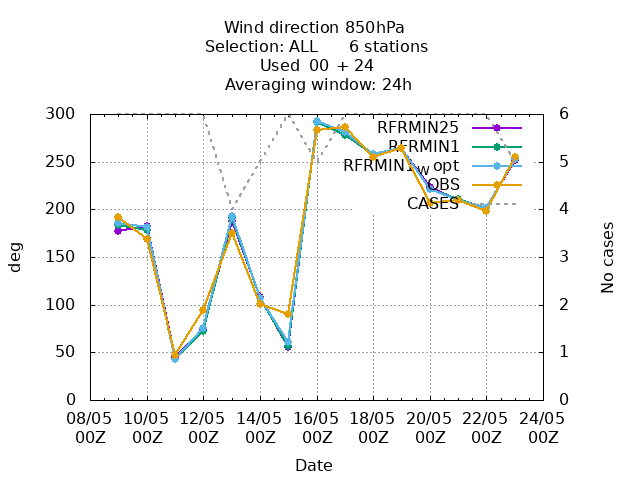 Wind direction 850hPa
Selection: ALL 6 stations
Used 00 + 24
Averaging window: 24h
300 6
RFRMIN25
RFRMIN1
250 5
RFRMIN1wopt
OBS
200 CASES 4
150 3
100 2
50 1
0 0
deg
No cases
08/05 10/05 12/05 14/05 16/05 18/05 20/05 22/05 24/05
00Z 00Z 00Z 00Z 00Z 00Z 00Z 00Z 00Z
Date